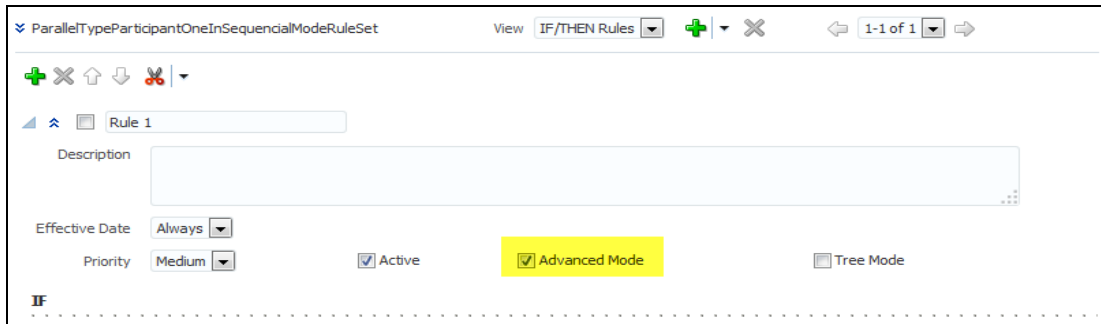 ParallelTypeParticipantOneInSequencialModeRuleSet View IF/THEN Rules 1-1 of 1
Rule 1
Description
Effective Date Always
Priority Medium Active Advanced Mode Tree Mode
IF